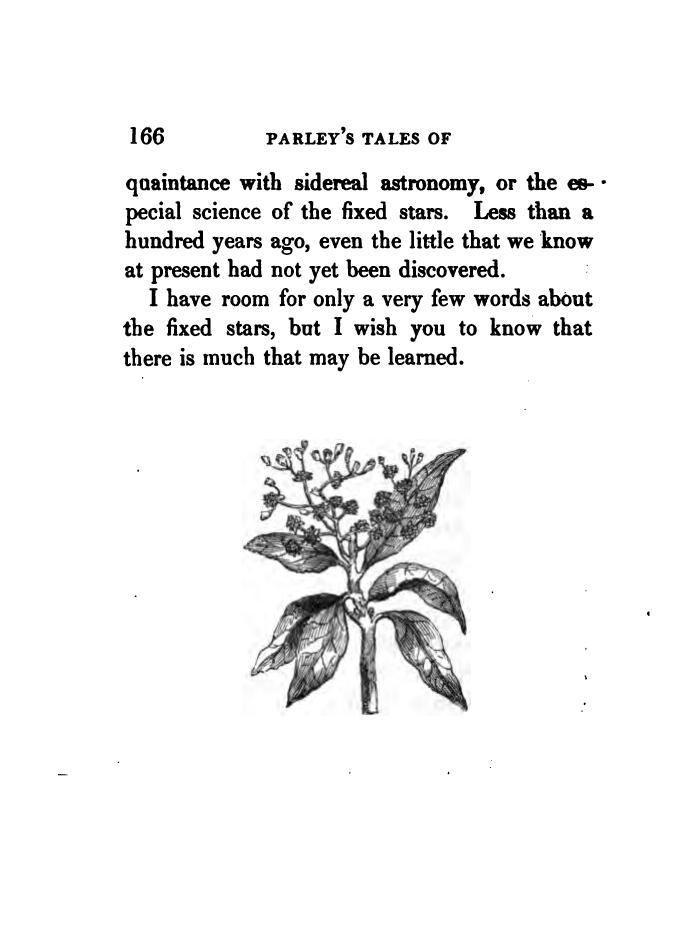 166 PARLEY'S TALES OF
quaintance with sidereal astronomy, or the es-
pecial science of the fixed stars. Less than a
hundred years ago, even the little that we know
at present had not yet been discovered.
I have room for only a very few words about
the fixed stars, but I wish you to know that
there is much that may be learned.